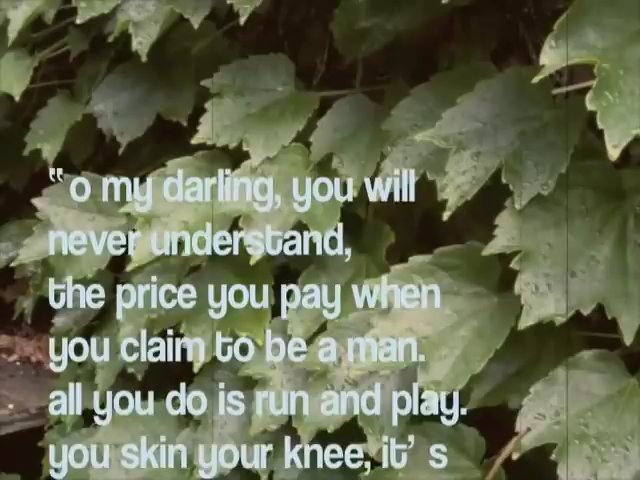 “o my darling, you will
never understand,
the price you pay when
you claim to be a man.
all you do is run and play.
you skin your knee, it’ s